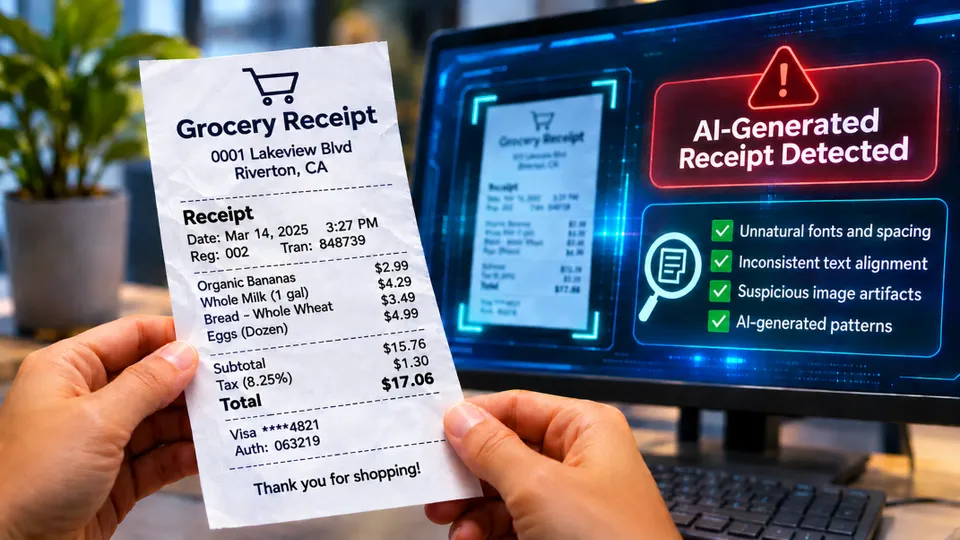 Grocery Receipt
0001 Lakeview Blvd
Riverton, CA
Receipt
Date: Mar 14, 2025 3:27 PM
Reg: 002 Tran: 848739
Organic Bananas $2.99
Whole Milk (1 gal) $4.29
Bread - Whole Wheat $3.49
Eggs (Dozen) $4.99
Subtotal $15.76
Tax (8.25%) $1.30
Total $17.06
Visa ****4821
Auth: 063219
Thank you for shopping!
Grocery Receipt
Receipt
AI-Generated
Receipt Detected
Unnatural fonts and spacing
Inconsistent text alignment
Suspicious image artifacts
AI-generated patterns